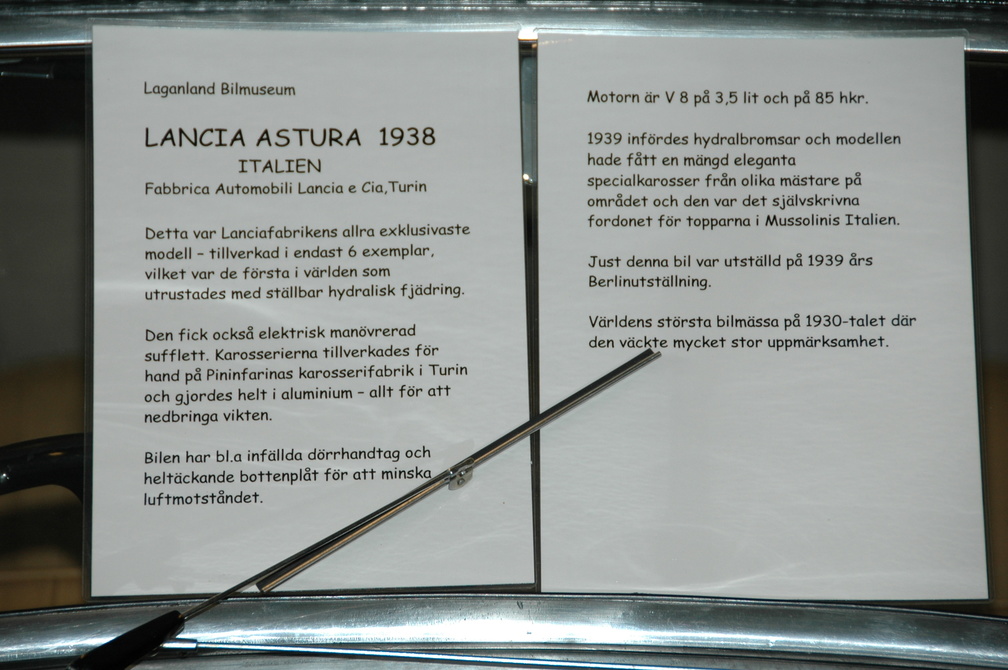 Laganland Bilmuseum
LANCIA ASTURA 1938
ITALIEN
Fabbrica Automobili Lancia e Cia,Turin
Detta var Lanciafabrikens allra exklusivaste
modell – tillverkad i endast 6 exemplar,
vilket var de första i världen som
utrustades med ställbar hydralisk fjädring.
Den fick också elektrisk manövrerad
sufflett. Karosserierna tillverkades för
hand på Pininfarinas karosserifabrik i Turin
och gjordes helt i aluminium – allt för att
nedbringa vikten.
Bilen har bl.a infällda dörrhandtag och
heltäckande bottenplåt för att minska
luftmotståndet.
Motorn är V 8 på 3,5 lit och på 85 hkr.
1939 infördes hydralbromsar och modellen
hade fått en mängd eleganta
specialkarosser från olika mästare på
området och den var det självskrivna
fordonet för topparna i Mussolinis Italien.
Just denna bil var utställd på 1939 års
Berlinutställning.
Världens största bilmässa på 1930-talet där
den väckte mycket stor uppmärksamhet.